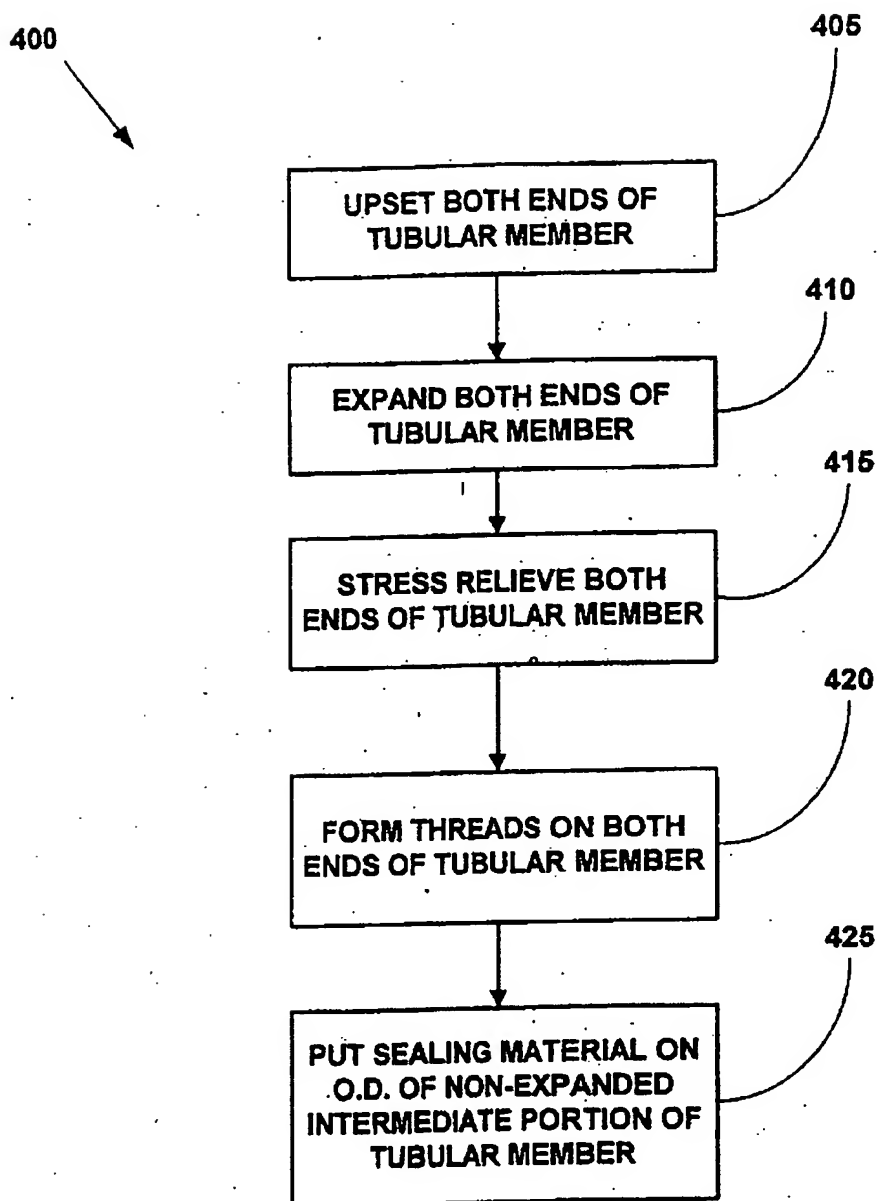 400
405
UPSET BOTH ENDS OF
TUBULAR MEMBER
410
EXPAND BOTH ENDS OF
TUBULAR MEMBER
415
STRESS RELIEVE BOTH
ENDS OF TUBULAR MEMBER
420
FORM THREADS ON BOTH
ENDS OF TUBULAR MEMBER
425
PUT SEALING MATERIAL ON
O.D. OF NON-EXPANDED
INTERMEDIATE PORTION OF
TUBULAR MEMBER